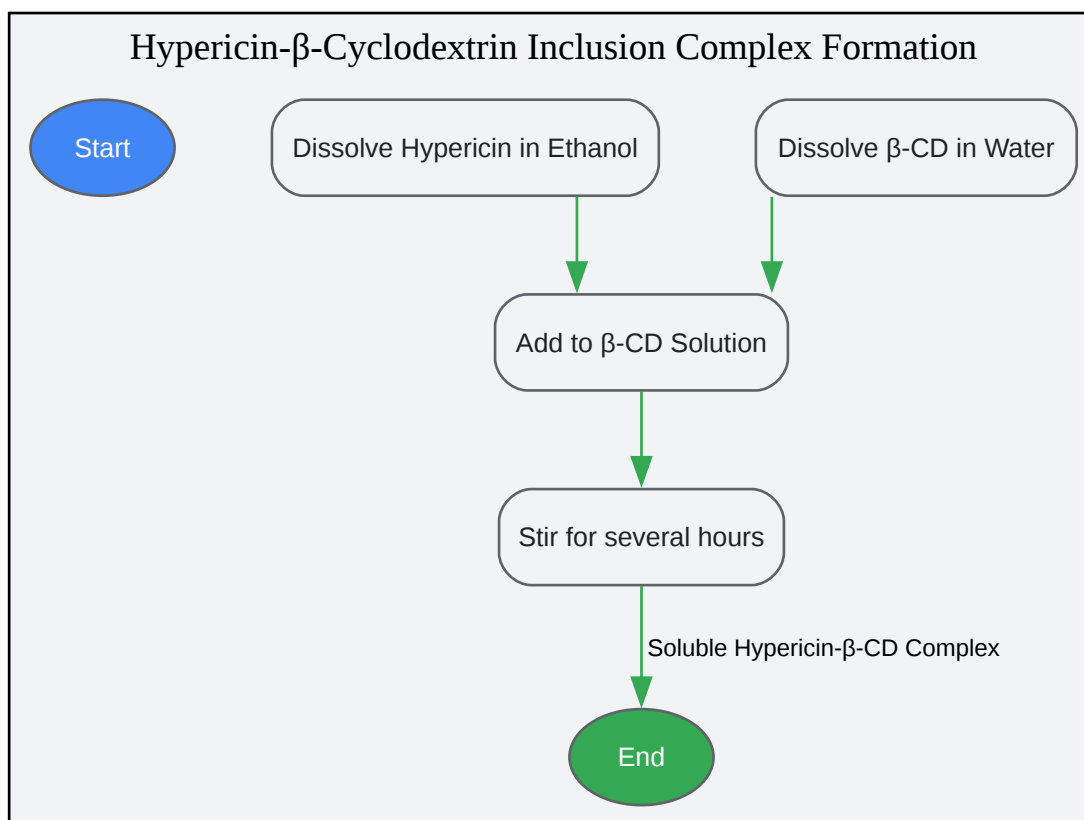 Hypericin-β-Cyclodextrin Inclusion Complex Formation
Start
Dissolve Hypericin in Ethanol
Dissolve β-CD in Water
Add to β-CD Solution
Stir for several hours
Soluble Hypericin-β-CD Complex
End